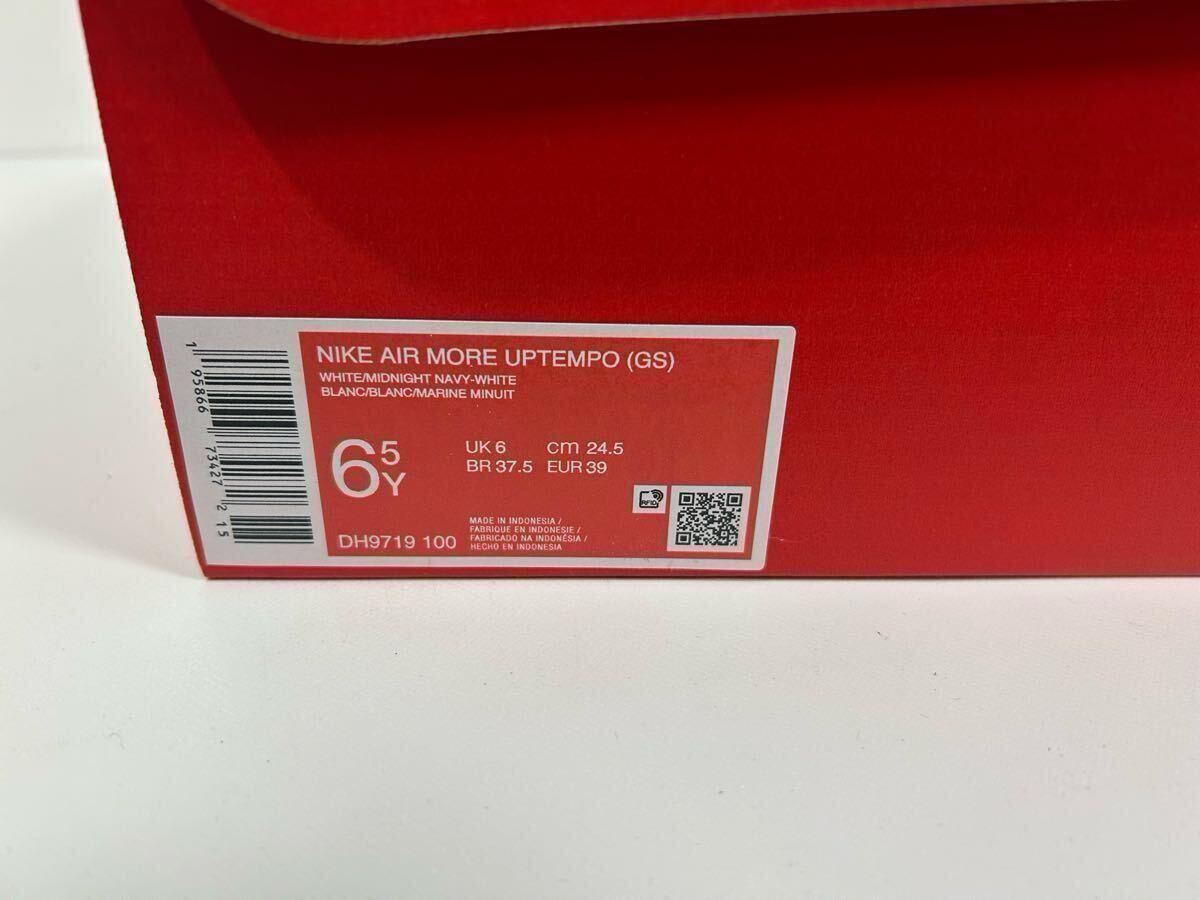 NIKE AIR MORE UPTEMPO (GS)
WHITE/MIDNIGHT NAVY-WHITE
BLANC/BLANC/MARINE MINUIT
6 5 Y
UK 6 cm 24.5
BR 37.5 EUR 39
DH9719 100
MADE IN INDONESIA /
FABRIQUE EN INDONESIE /
FABRICADO NA INDONÉSIA /
HECHO EN INDONESIA
RFID
1 95866 73427 2 15